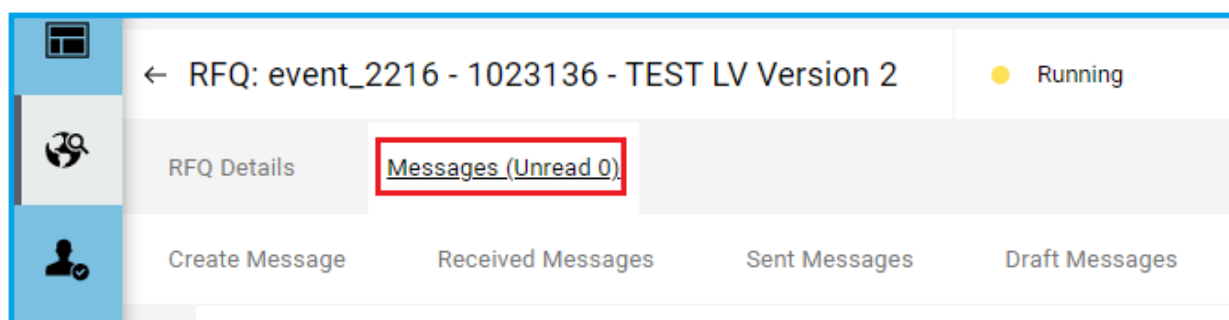 ← RFQ: event_2216 - 1023136 - TEST LV Version 2 Running
RFQ Details Messages (Unread 0)
Create Message Received Messages Sent Messages Draft Messages